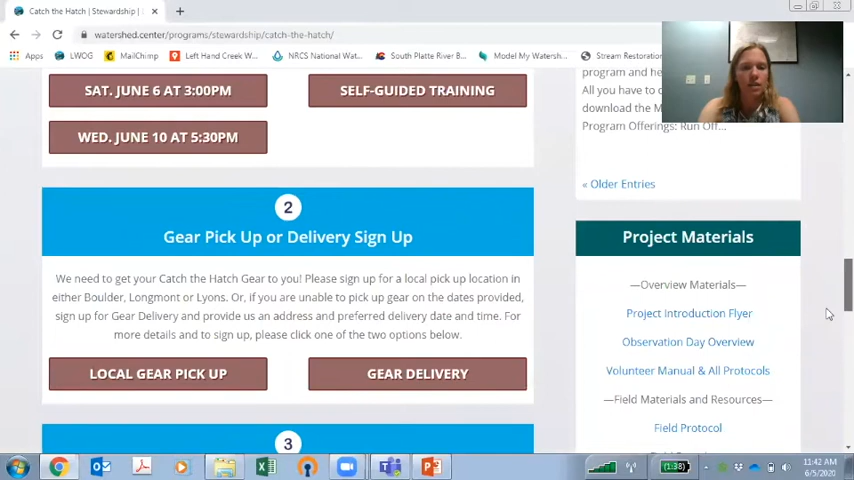 Catch the Hatch | Stewardship |
watershed.center/programs/stewardship/catch-the-hatch/
Apps LWOG MailChimp Left Hand Creek W... NRCS National Wat... South Platte River B... Model My Watersh... Stream Restoration
SAT. JUNE 6 AT 3:00PM
SELF-GUIDED TRAINING
WED. JUNE 10 AT 5:30PM
program and he
All you have to
download the M
Program Offerings: Run Off...
« Older Entries
2
Gear Pick Up or Delivery Sign Up
We need to get your Catch the Hatch Gear to you! Please sign up for a local pick up location in
either Boulder, Longmont or Lyons. Or, if you are unable to pick up gear on the dates provided,
sign up for Gear Delivery and provide us an address and preferred delivery date and time. For
more details and to sign up, please click one of the two options below.
LOCAL GEAR PICK UP
GEAR DELIVERY
3
Project Materials
—Overview Materials—
Project Introduction Flyer
Observation Day Overview
Volunteer Manual & All Protocols
—Field Materials and Resources—
Field Protocol
(1:38)
11:42 AM
6/5/2020